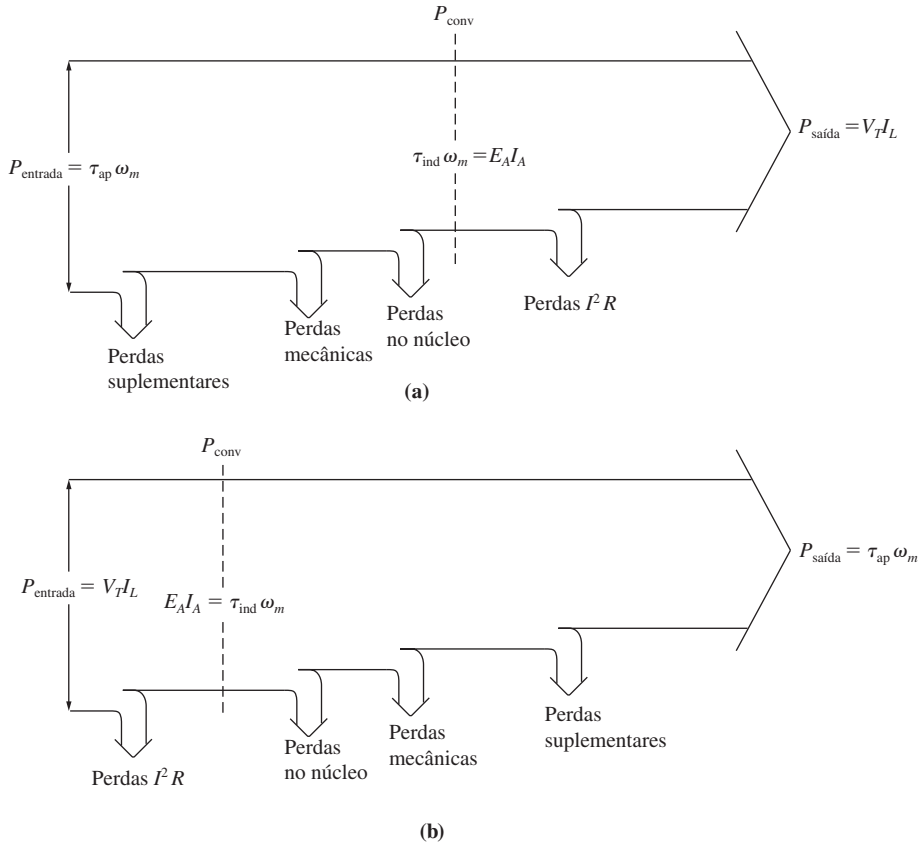 P_conv
P_saída = V_T I_L
τ_ind ω_m = E_A I_A
P_entrada = τ_ap ω_m
Perdas I² R
Perdas
no núcleo
Perdas
mecânicas
Perdas
suplementares
(a)
P_conv
P_saída = τ_ap ω_m
P_entrada = V_T I_L
E_A I_A = τ_ind ω_m
Perdas
suplementares
Perdas
mecânicas
Perdas
no núcleo
Perdas I² R
(b)